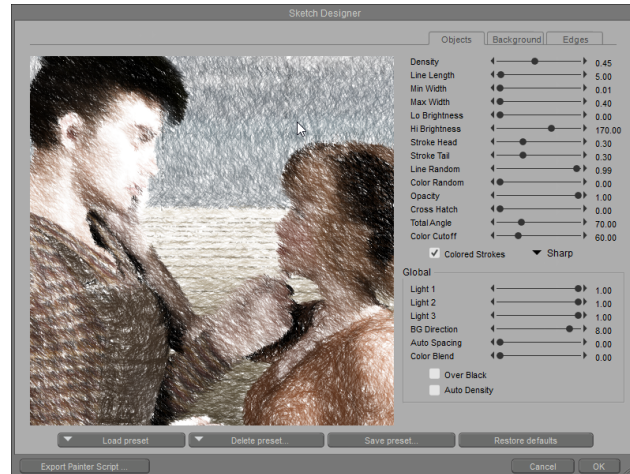 Sketch Designer
Objects Background Edges
Density 0.45
Line Length 5.00
Min Width 0.01
Max Width 0.40
Lo Brightness 0.00
Hi Brightness 170.00
Stroke Head 0.30
Stroke Tail 0.30
Line Random 0.99
Color Random 0.00
Opacity 1.00
Cross Hatch 0.00
Total Angle 70.00
Color Cutoff 60.00
Colored Strokes Sharp
Global
Light 1 1.00
Light 2 1.00
Light 3 1.00
BG Direction 8.00
Auto Spacing 0.00
Color Blend 0.00
Over Black
Auto Density
Load preset Delete preset... Save preset... Restore defaults
Export Painter Script... Cancel OK